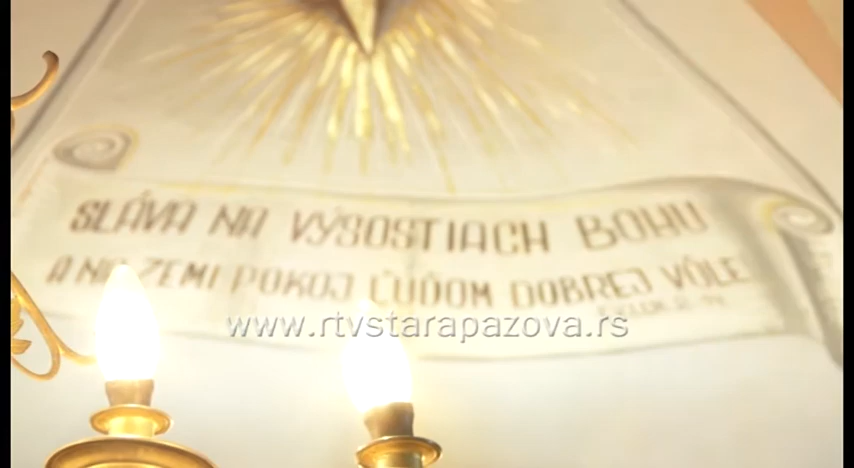 SLÁVA NA VÝSOSTIACH BOHU
A NA ZEMI POKOJ ĽUĎOM DOBREJ VÔLE
www.rtvstarapazova.rs